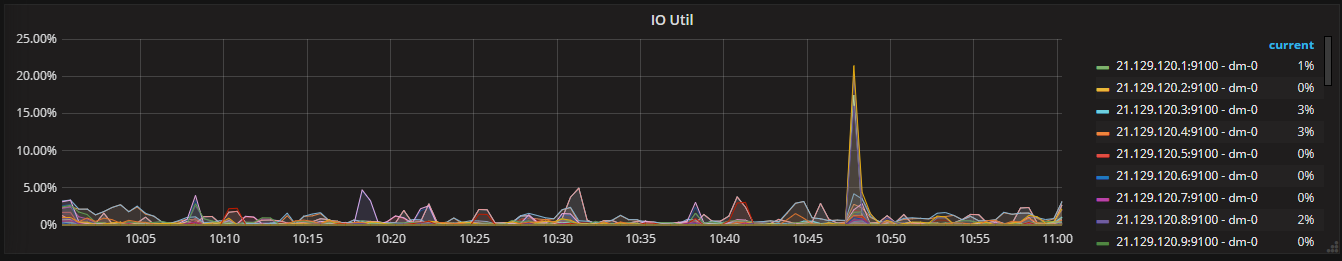 IO Util
25.00%
20.00%
15.00%
10.00%
5.00%
0%
10:05 10:10 10:15 10:20 10:25 10:30 10:35 10:40 10:45 10:50 10:55 11:00
current
21.129.120.1:9100 - dm-0 1%
21.129.120.2:9100 - dm-0 0%
21.129.120.3:9100 - dm-0 3%
21.129.120.4:9100 - dm-0 3%
21.129.120.5:9100 - dm-0 0%
21.129.120.6:9100 - dm-0 0%
21.129.120.7:9100 - dm-0 0%
21.129.120.8:9100 - dm-0 2%
21.129.120.9:9100 - dm-0 0%